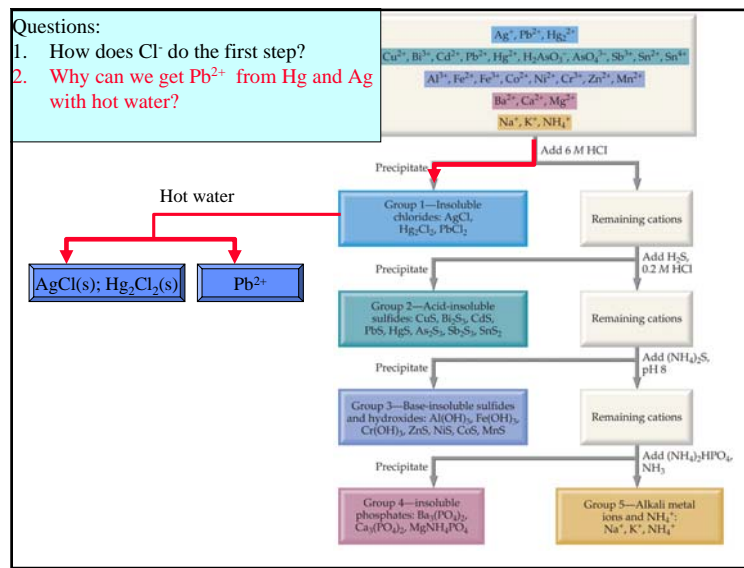 Questions:
1. How does Cl⁻ do the first step?
2. Why can we get Pb²⁺ from Hg and Ag
with hot water?
Ag⁺, Pb²⁺, Hg₂²⁺
Cu²⁺, Bi³⁺, Cd²⁺, Pb²⁺, Hg²⁺, H₂AsO₃⁻, AsO₄³⁻, Sb³⁺, Sn²⁺, Sn⁴⁺
Al³⁺, Fe²⁺, Fe³⁺, Co²⁺, Ni²⁺, Cr³⁺, Zn²⁺, Mn²⁺
Ba²⁺, Ca²⁺, Mg²⁺
Na⁺, K⁺, NH₄⁺
Add 6 M HCl
Precipitate
Hot water
Group 1—Insoluble
chlorides: AgCl,
Hg₂Cl₂, PbCl₂
Remaining cations
AgCl(s); Hg₂Cl₂(s)
Pb²⁺
Add H₂S,
0.2 M HCl
Precipitate
Group 2—Acid-insoluble
sulfides: CuS, Bi₂S₃, CdS,
PbS, HgS, As₂S₃, Sb₂S₃, SnS₂
Remaining cations
Add (NH₄)₂S,
pH 8
Precipitate
Group 3—Base-insoluble sulfides
and hydroxides: Al(OH)₃, Fe(OH)₃,
Cr(OH)₃, ZnS, NiS, CoS, MnS
Remaining cations
Add (NH₄)₂HPO₄,
NH₃
Precipitate
Group 4—insoluble
phosphates: Ba₃(PO₄)₂,
Ca₃(PO₄)₂, MgNH₄PO₄
Group 5—Alkali metal
ions and NH₄⁺:
Na⁺, K⁺, NH₄⁺